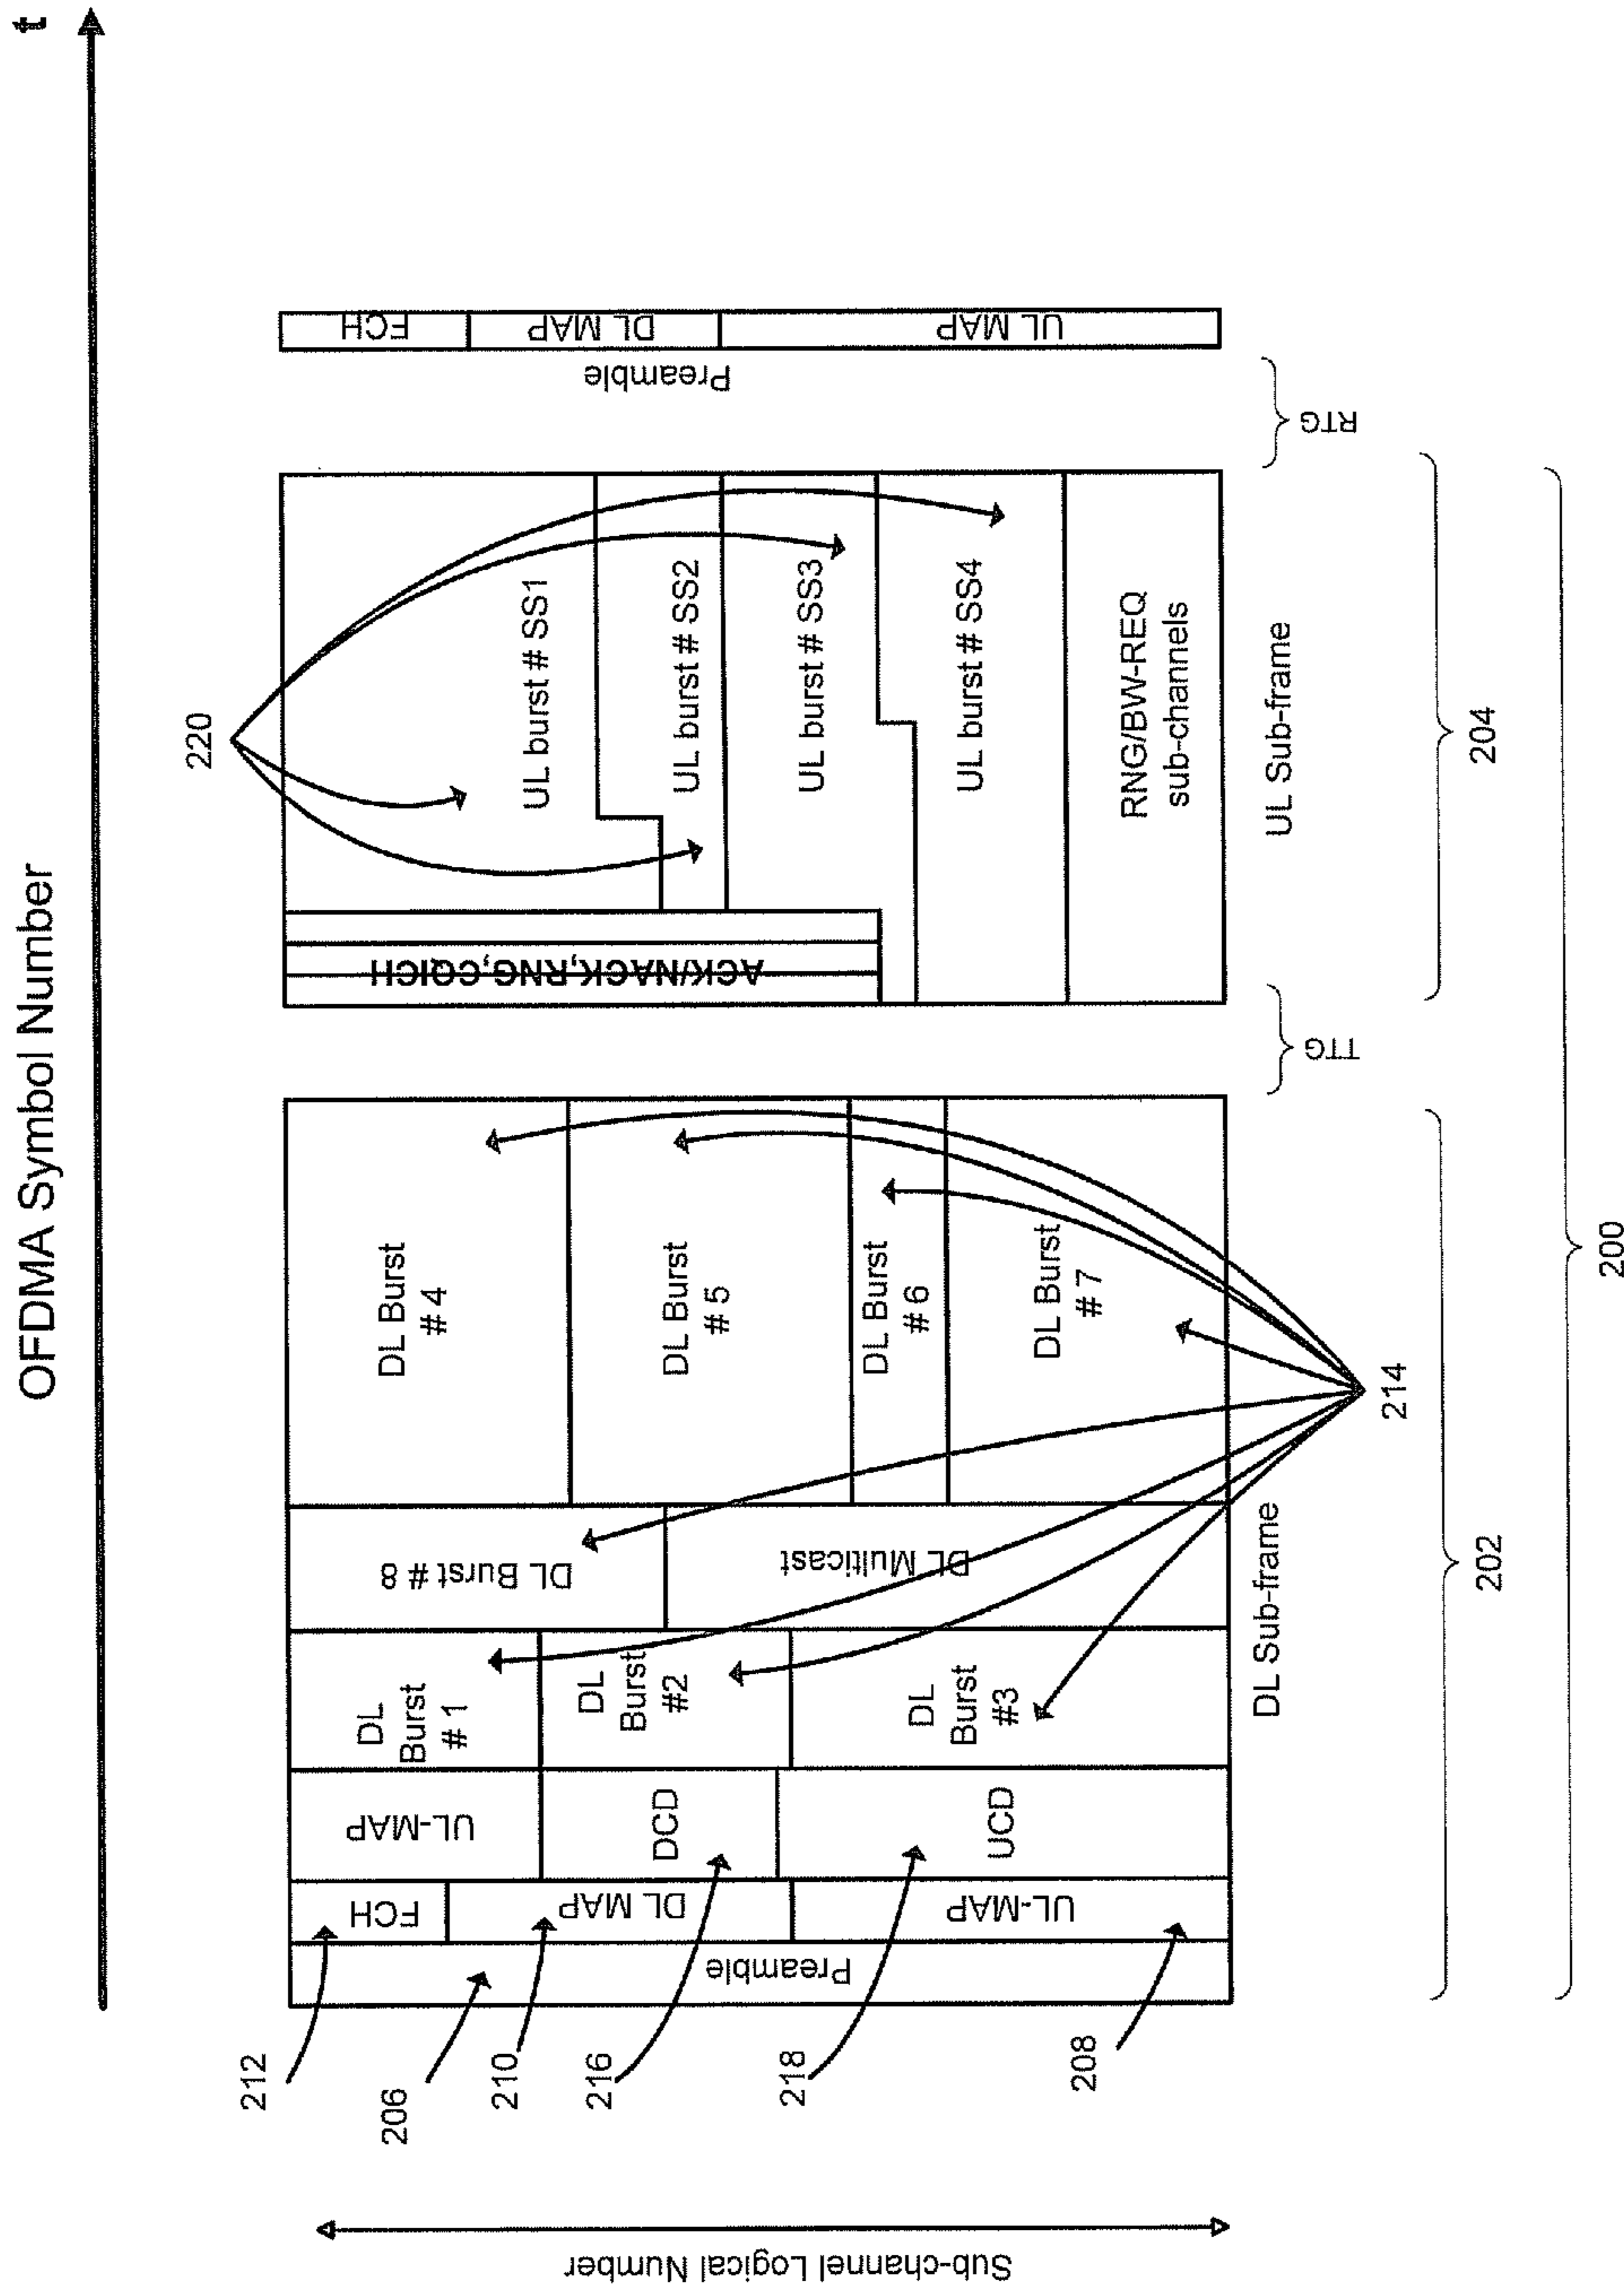 OFDMA Symbol Number
t
Sub-channel Logical Number
212
206
210
216
218
208
Preamble
FCH
DL MAP
UL-MAP
UL-MAP
DCD
UCD
DL
Burst
# 1
DL
Burst
#2
DL
Burst
#3
DL Burst # 8
DL Multicast
DL Burst
# 4
DL Burst
# 5
DL Burst
# 6
DL Burst
# 7
214
DL Sub-frame
202
TTG
220
ACK/NACK,RNG,CQICH
UL burst # SS1
UL burst # SS2
UL burst # SS3
UL burst # SS4
RNG/BW-REQ
sub-channels
UL Sub-frame
204
RTG
Preamble
FCH
DL MAP
UL MAP
200